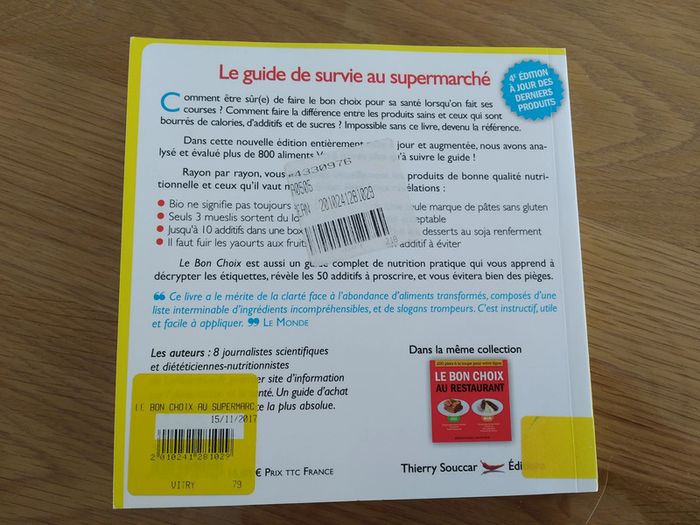 Le guide de survie au supermarché
4e ÉDITION
À JOUR DES
DERNIERS
PRODUITS
Comment être sûr(e) de faire le bon choix pour sa santé lorsqu'on fait ses
courses ? Comment faire la différence entre les produits sains et ceux qui sont
bourrés de calories, d'additifs et de sucres ? Impossible sans ce livre, devenu la référence.
Dans cette nouvelle édition entièrement jour et augmentée, nous avons ana-
lysé et évalué plus de 800 aliments qu'à suivre le guide !
Rayon par rayon, vous les produits de bonne qualité nutri-
tionnelle et ceux qu'il vaut
• Bio ne signifie pas toujours seule marque de pâtes sans gluten
• Seuls 3 mueslis sortent du
• Jusqu'à 10 additifs dans une desserts au soja renferment
• Il faut fuir les yaourts aux additif à éviter
#4330976
EAN 2010241281029
Le Bon Choix est aussi un guide complet de nutrition pratique qui vous apprend à
décrypter les étiquettes, révèle les 50 additifs à proscrire, et vous évitera bien des pièges.
❝ Ce livre a le mérite de la clarté face à l'abondance d'aliments transformés, composés d'une
liste interminable d'ingrédients incompréhensibles, et de slogans trompeurs. C'est instructif, utile
et facile à appliquer. ❞ LE MONDE
Les auteurs : 8 journalistes scientifiques
et diététiciennes-nutritionnistes
site d'information
Un guide d'achat
la plus absolue.
LE BON CHOIX AU SUPERMARC
15/11/2017
2010241281029
VITRY 79
€ PRIX TTC FRANCE
Dans la même collection
LE BON CHOIX
AU RESTAURANT
Thierry Souccar Éditions